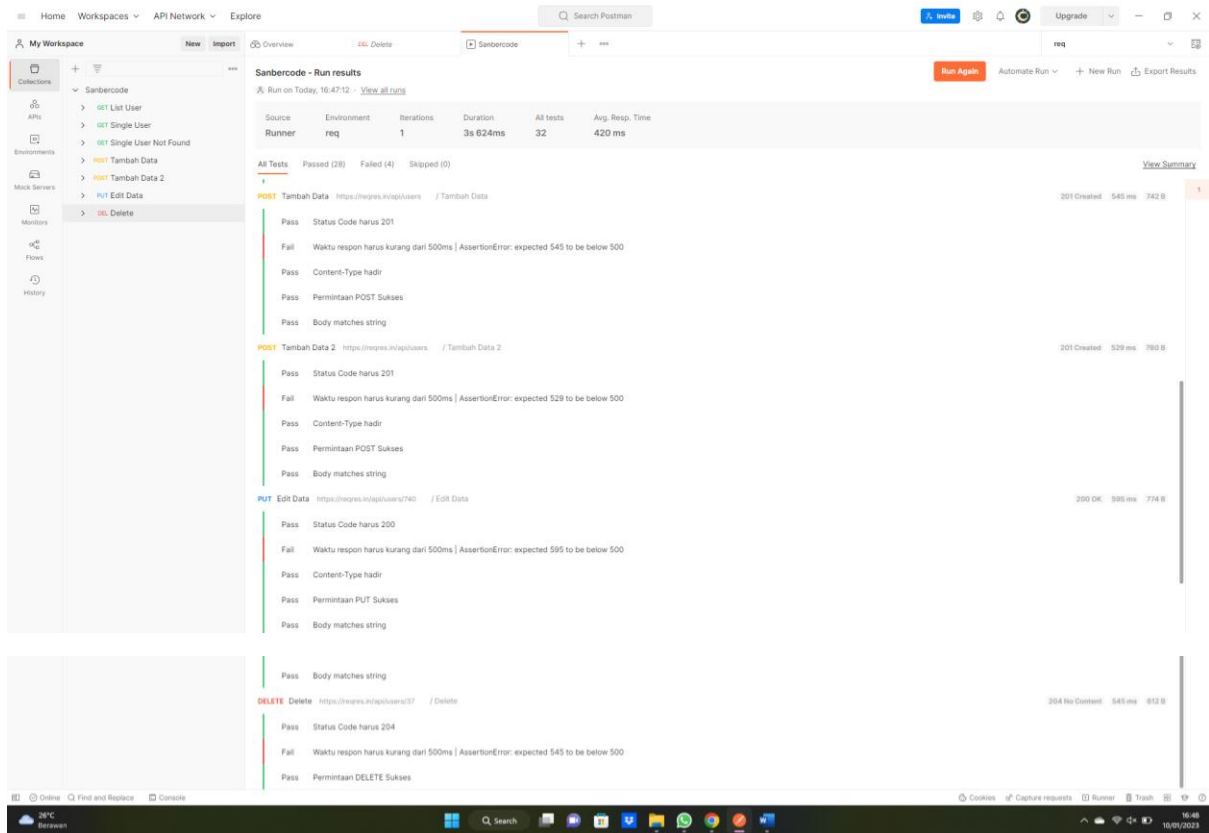 Home Workspaces API Network Explore Search Postman Invite Upgrade
My Workspace New Import Overview DEL Delete Sanbercode req
Collections
APIs
Environments
Mock Servers
Monitors
Flows
History
Sanbercode
GET List User
GET Single User
GET Single User Not Found
POST Tambah Data
POST Tambah Data 2
PUT Edit Data
DEL Delete
Sanbercode - Run results Run Again Automate Run New Run Export Results
Run on Today, 16:47:12 · View all runs
Source Environment Iterations Duration All tests Avg. Resp. Time
Runner req 1 3s 624ms 32 420 ms
All Tests Passed (28) Failed (4) Skipped (0) View Summary
1
POST Tambah Data https://reqres.in/api/users / Tambah Data 201 Created 545 ms 742 B
Pass Status Code harus 201
Fail Waktu respon harus kurang dari 500ms | AssertionError: expected 545 to be below 500
Pass Content-Type hadir
Pass Permintaan POST Sukses
Pass Body matches string
POST Tambah Data 2 https://reqres.in/api/users / Tambah Data 2 201 Created 529 ms 760 B
Pass Status Code harus 201
Fail Waktu respon harus kurang dari 500ms | AssertionError: expected 529 to be below 500
Pass Content-Type hadir
Pass Permintaan POST Sukses
Pass Body matches string
PUT Edit Data https://reqres.in/api/users/740 / Edit Data 200 OK 595 ms 774 B
Pass Status Code harus 200
Fail Waktu respon harus kurang dari 500ms | AssertionError: expected 595 to be below 500
Pass Content-Type hadir
Pass Permintaan PUT Sukses
Pass Body matches string
Pass Body matches string
DELETE Delete https://reqres.in/api/users/37 / Delete 204 No Content 545 ms 612 B
Pass Status Code harus 204
Fail Waktu respon harus kurang dari 500ms | AssertionError: expected 545 to be below 500
Pass Permintaan DELETE Sukses
Online Find and Replace Console Cookies Capture requests Runner Trash
26°C Search 16:48
Berawan 10/01/2023